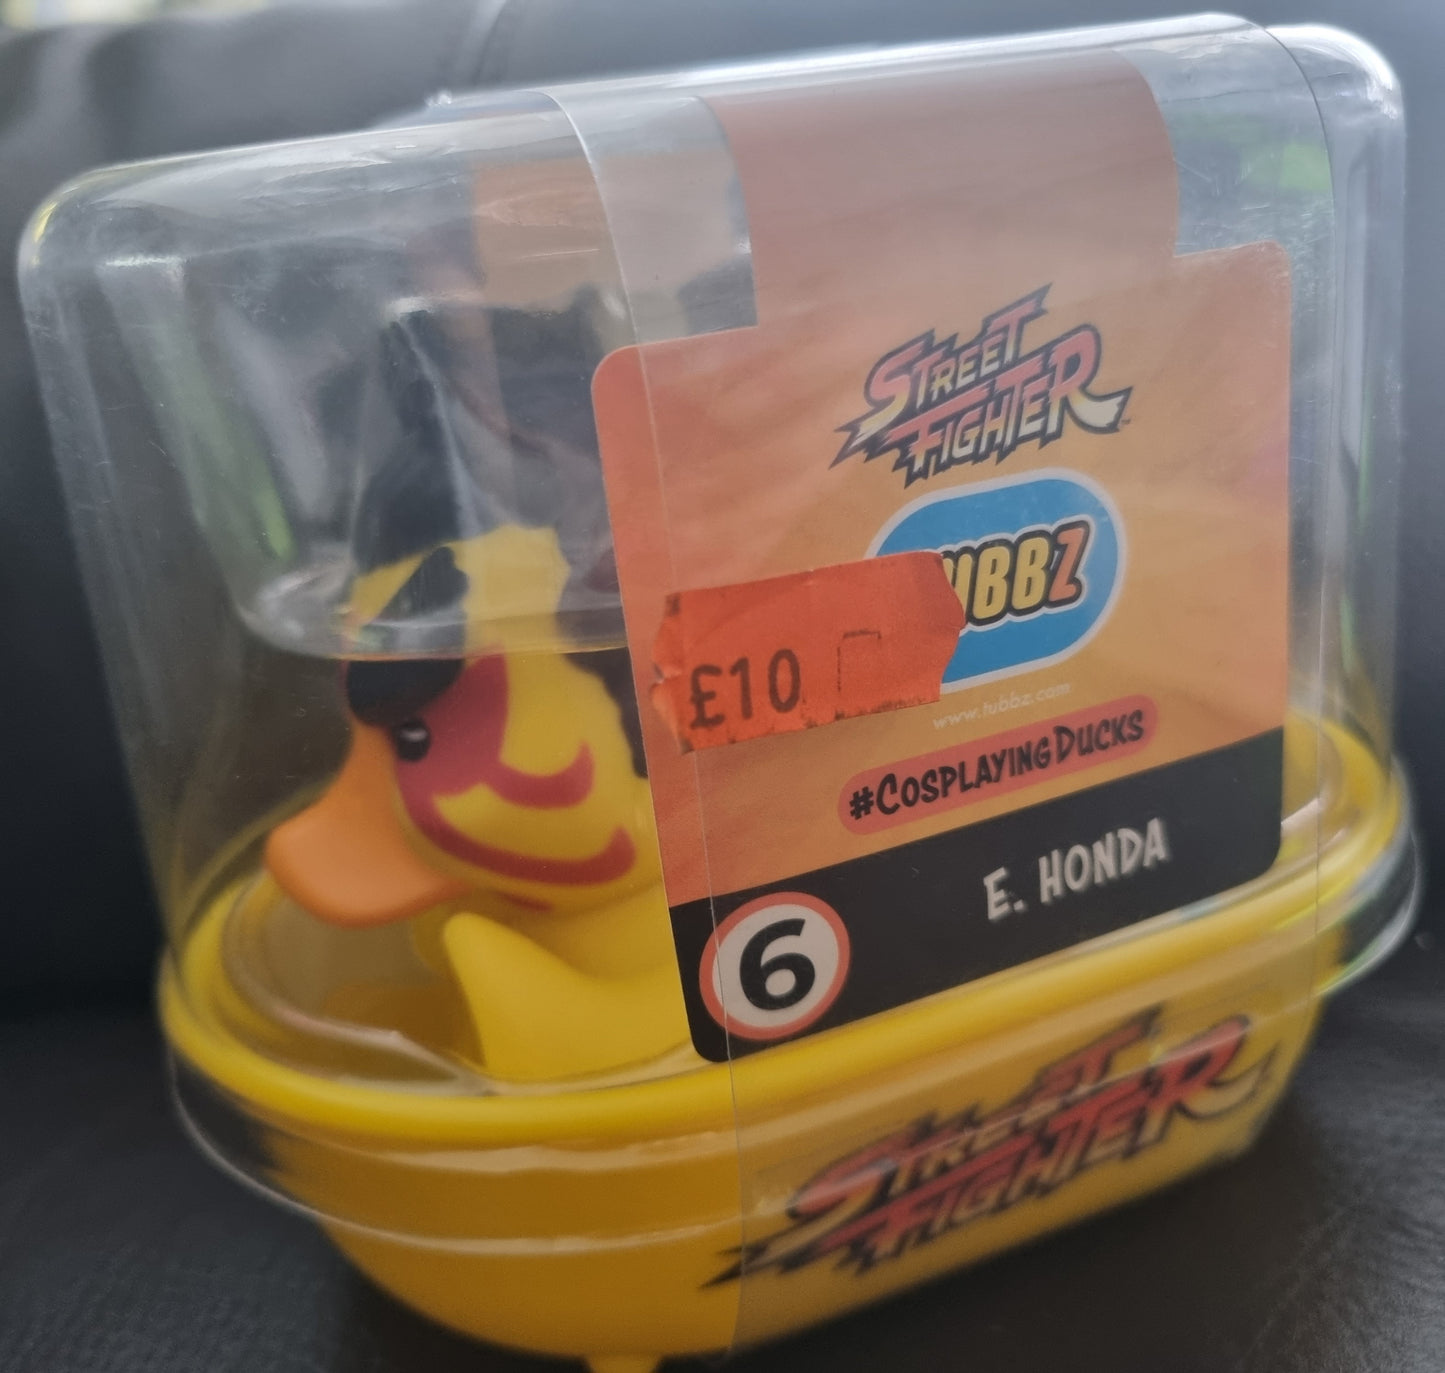 STREET
FIGHTER
UBBZ
£10
www.tubbz.com
#COSPLAYINGDUCKS
E. HONDA
6
STREET
FIGHTER